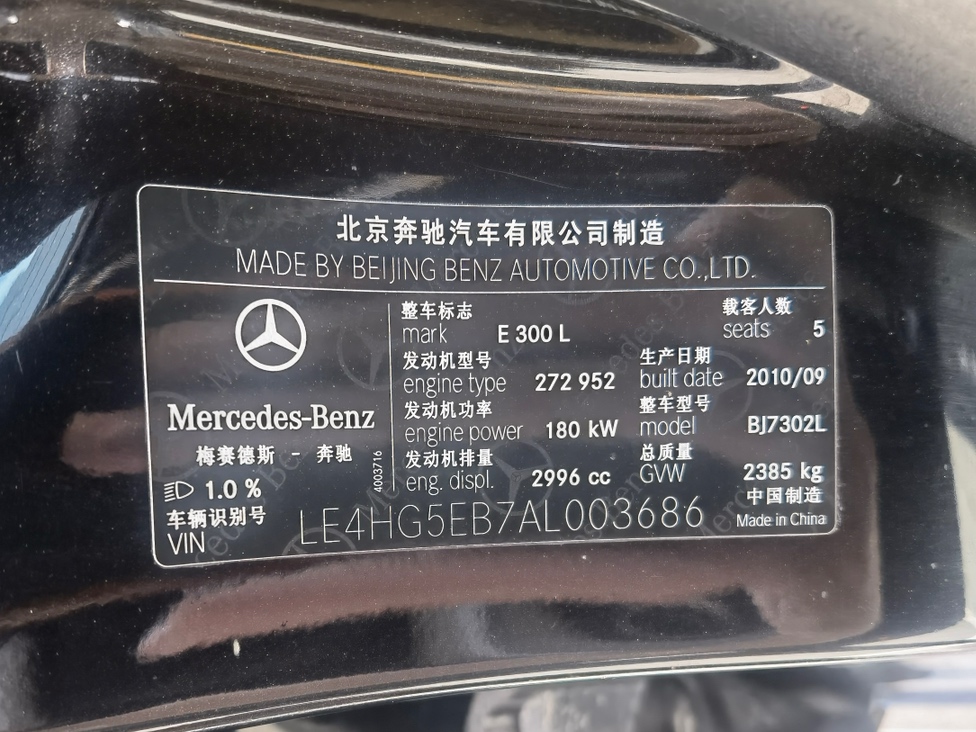 北京奔驰汽车有限公司制造
MADE BY BEIJING BENZ AUTOMOTIVE CO.,LTD.
Mercedes-Benz
梅赛德斯 - 奔驰
1.0 %
4003716
整车标志
mark E 300 L
载客人数
seats 5
发动机型号
engine type 272 952
生产日期
built date 2010/09
发动机功率
engine power 180 kW
整车型号
model BJ7302L
发动机排量
eng. displ. 2996 cc
总质量
GVW 2385 kg
车辆识别号
VIN LE4HG5EB7AL003686
中国制造
Made in China